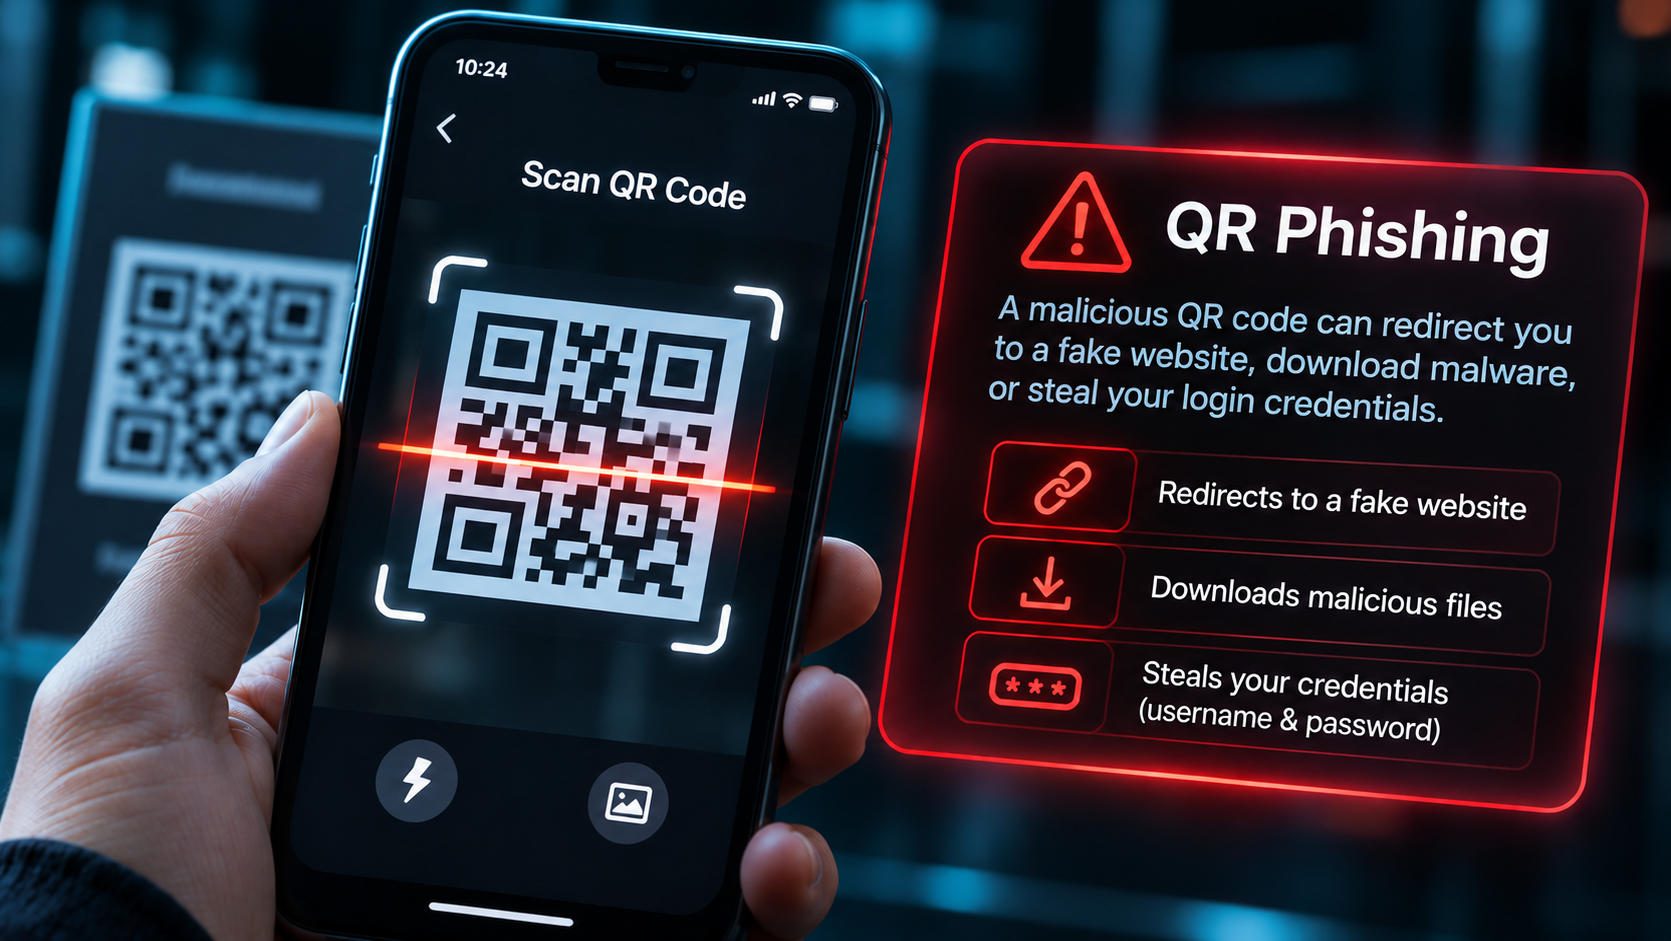 10:24
Scan QR Code
QR Phishing
A malicious QR code can redirect you
to a fake website, download malware,
or steal your login credentials.
Redirects to a fake website
Downloads malicious files
***
Steals your credentials
(username & password)